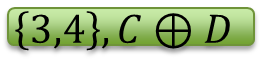 {3,4}, C ⊕ D